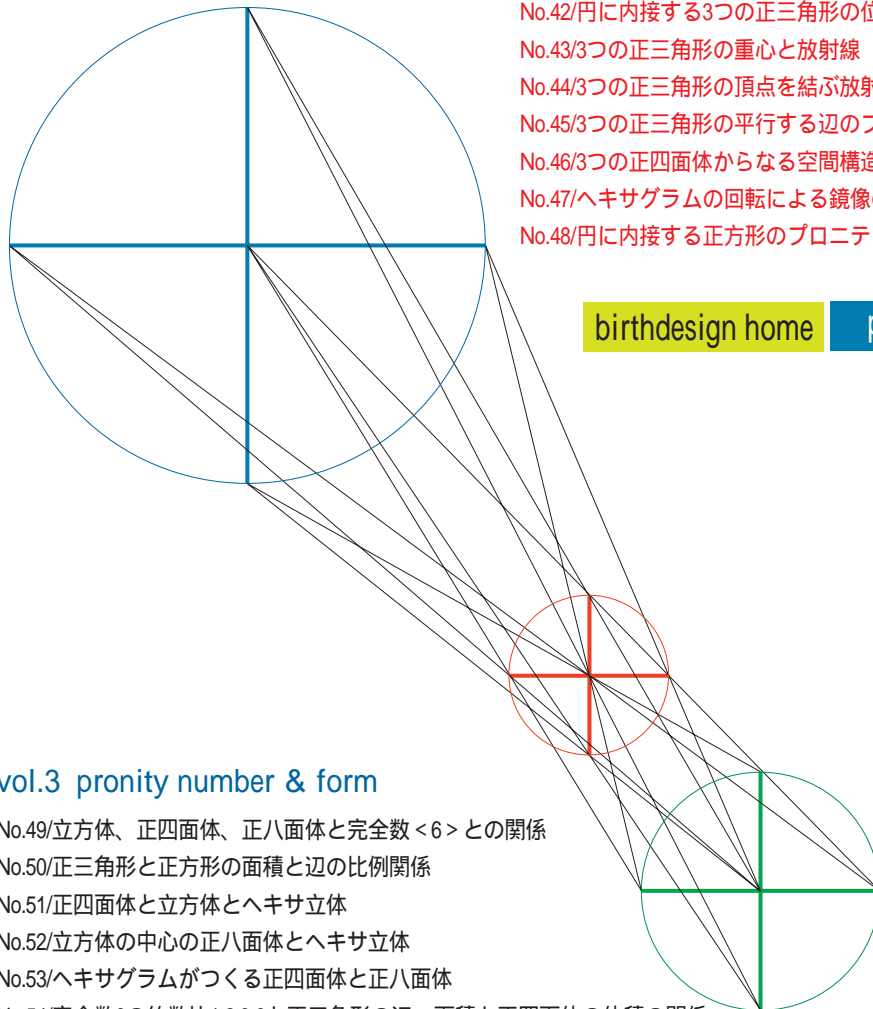 No.42/円に内接する3つの正三角形の位
No.43/3つの正三角形の重心と放射線
No.44/3つの正三角形の頂点を結ぶ放射
No.45/3つの正三角形の平行する辺のプ
No.46/3つの正四面体からなる空間構造
No.47/ヘキサグラムの回転による鏡像
No.48/円に内接する正方形のプロニテ
birthdesign home
vol.3 pronity number & form
No.49/立方体、正四面体、正八面体と完全数<6>との関係
No.50/正三角形と正方形の面積と辺の比例関係
No.51/正四面体と立方体とヘキサ立体
No.52/立方体の中心の正八面体とヘキサ立体
No.53/ヘキサグラムがつくる正四面体と正八面体